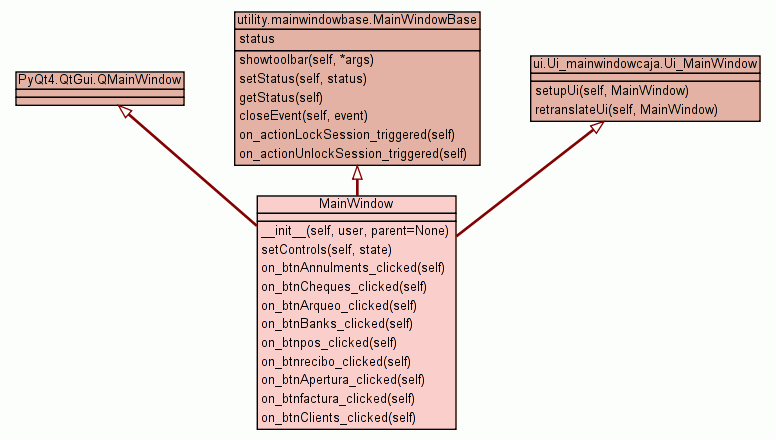 PyQt4.QtGui.QMainWindow
utility.mainwindowbase.MainWindowBase
status
showtoolbar(self, *args)
setStatus(self, status)
getStatus(self)
closeEvent(self, event)
on_actionLockSession_triggered(self)
on_actionUnlockSession_triggered(self)
ui.Ui_mainwindowcaja.Ui_MainWindow
setupUi(self, MainWindow)
retranslateUi(self, MainWindow)
MainWindow
__init__(self, user, parent=None)
setControls(self, state)
on_btnAnnulments_clicked(self)
on_btnCheques_clicked(self)
on_btnArqueo_clicked(self)
on_btnBanks_clicked(self)
on_btnpos_clicked(self)
on_btnrecibo_clicked(self)
on_btnApertura_clicked(self)
on_btnfactura_clicked(self)
on_btnClients_clicked(self)